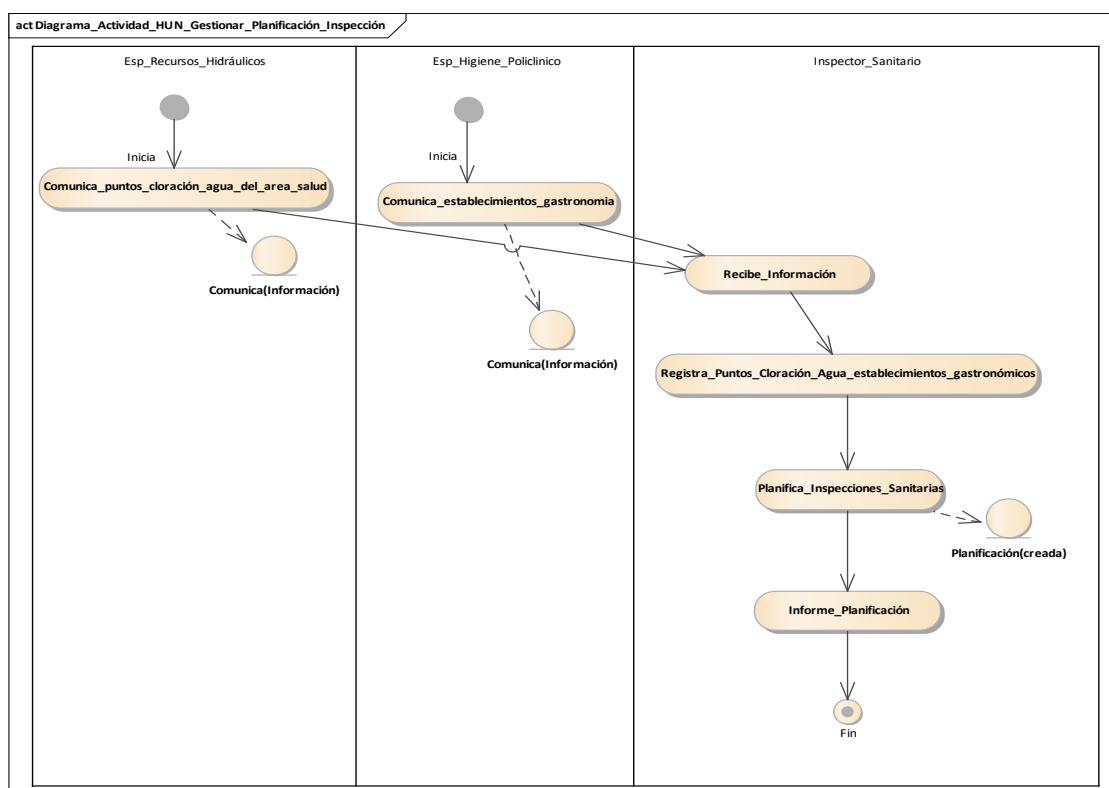 act Diagrama_Actividad_HUN_Gestionar_Planificación_Inspección
Esp_Recursos_Hidráulicos
Inicia
Comunica_puntos_cloración_agua_del_area_salud
Comunica(Información)
Esp_Higiene_Policlinico
Inicia
Comunica_establecimientos_gastronomia
Comunica(Información)
Inspector_Sanitario
Recibe_Información
Registra_Puntos_Cloración_Agua_establecimientos_gastronómicos
Planifica_Inspecciones_Sanitarias
Planificación(creada)
Informe_Planificación
Fin